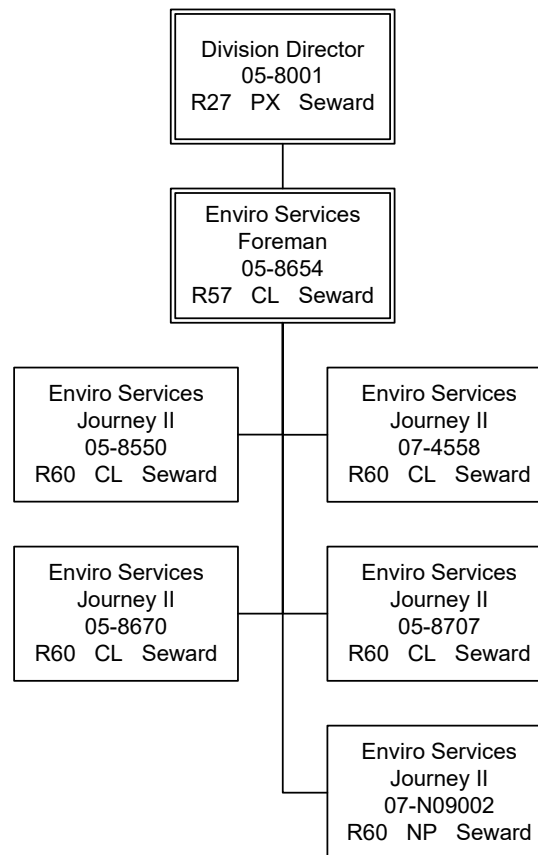 Division Director
05-8001
R27 PX Seward
Enviro Services
Foreman
05-8654
R57 CL Seward
Enviro Services
Journey II
05-8550
R60 CL Seward
Enviro Services
Journey II
07-4558
R60 CL Seward
Enviro Services
Journey II
05-8670
R60 CL Seward
Enviro Services
Journey II
05-8707
R60 CL Seward
Enviro Services
Journey II
07-N09002
R60 NP Seward